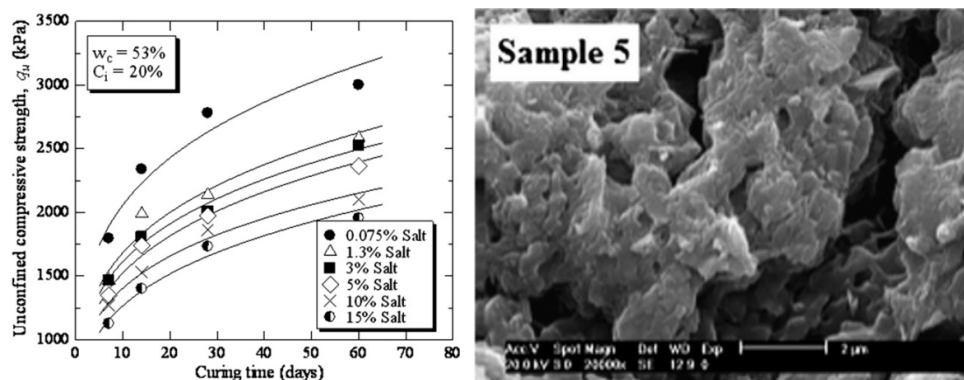 Unconfined compressive strength, qu (kPa)
3500
3000
2500
2000
1500
1000
wc = 53%
Ci = 20%
0.075% Salt
1.3% Salt
3% Salt
5% Salt
10% Salt
15% Salt
0 10 20 30 40 50 60 70 80
Curing time (days)
Sample 5
Acc.V Spot Magn Det WD Exp 2 µm
20.0 kV 3.0 20000x SE 12.9 0